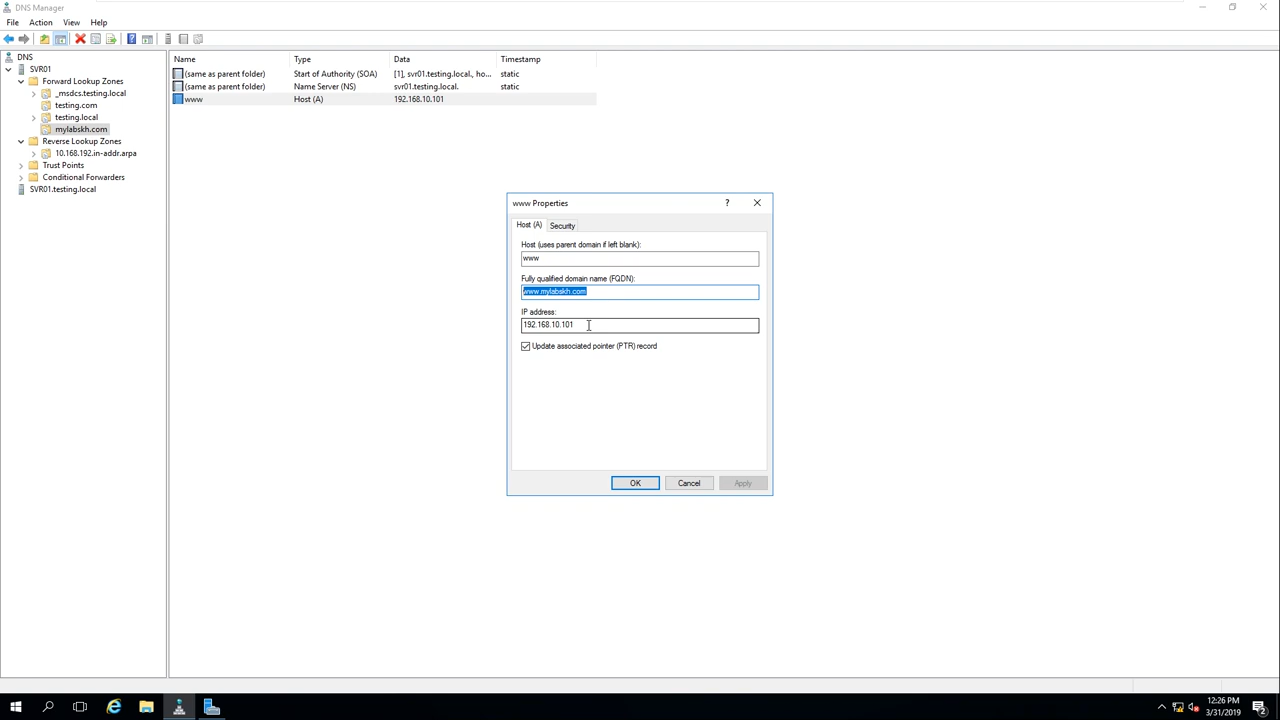 DNS Manager
File Action View Help
DNS
SVR01
Forward Lookup Zones
_msdcs.testing.local
testing.com
testing.local
mylabskh.com
Reverse Lookup Zones
10.168.192.in-addr.arpa
Trust Points
Conditional Forwarders
SVR01.testing.local
Name Type Data Timestamp
(same as parent folder) Start of Authority (SOA) [1], svr01.testing.local., ho... static
(same as parent folder) Name Server (NS) svr01.testing.local. static
www Host (A) 192.168.10.101
www Properties ?
Host (A) Security
Host (uses parent domain if left blank):
www
Fully qualified domain name (FQDN):
www.mylabskh.com
IP address:
192.168.10.101
Update associated pointer (PTR) record
OK Cancel Apply
12:26 PM
3/31/2019
2